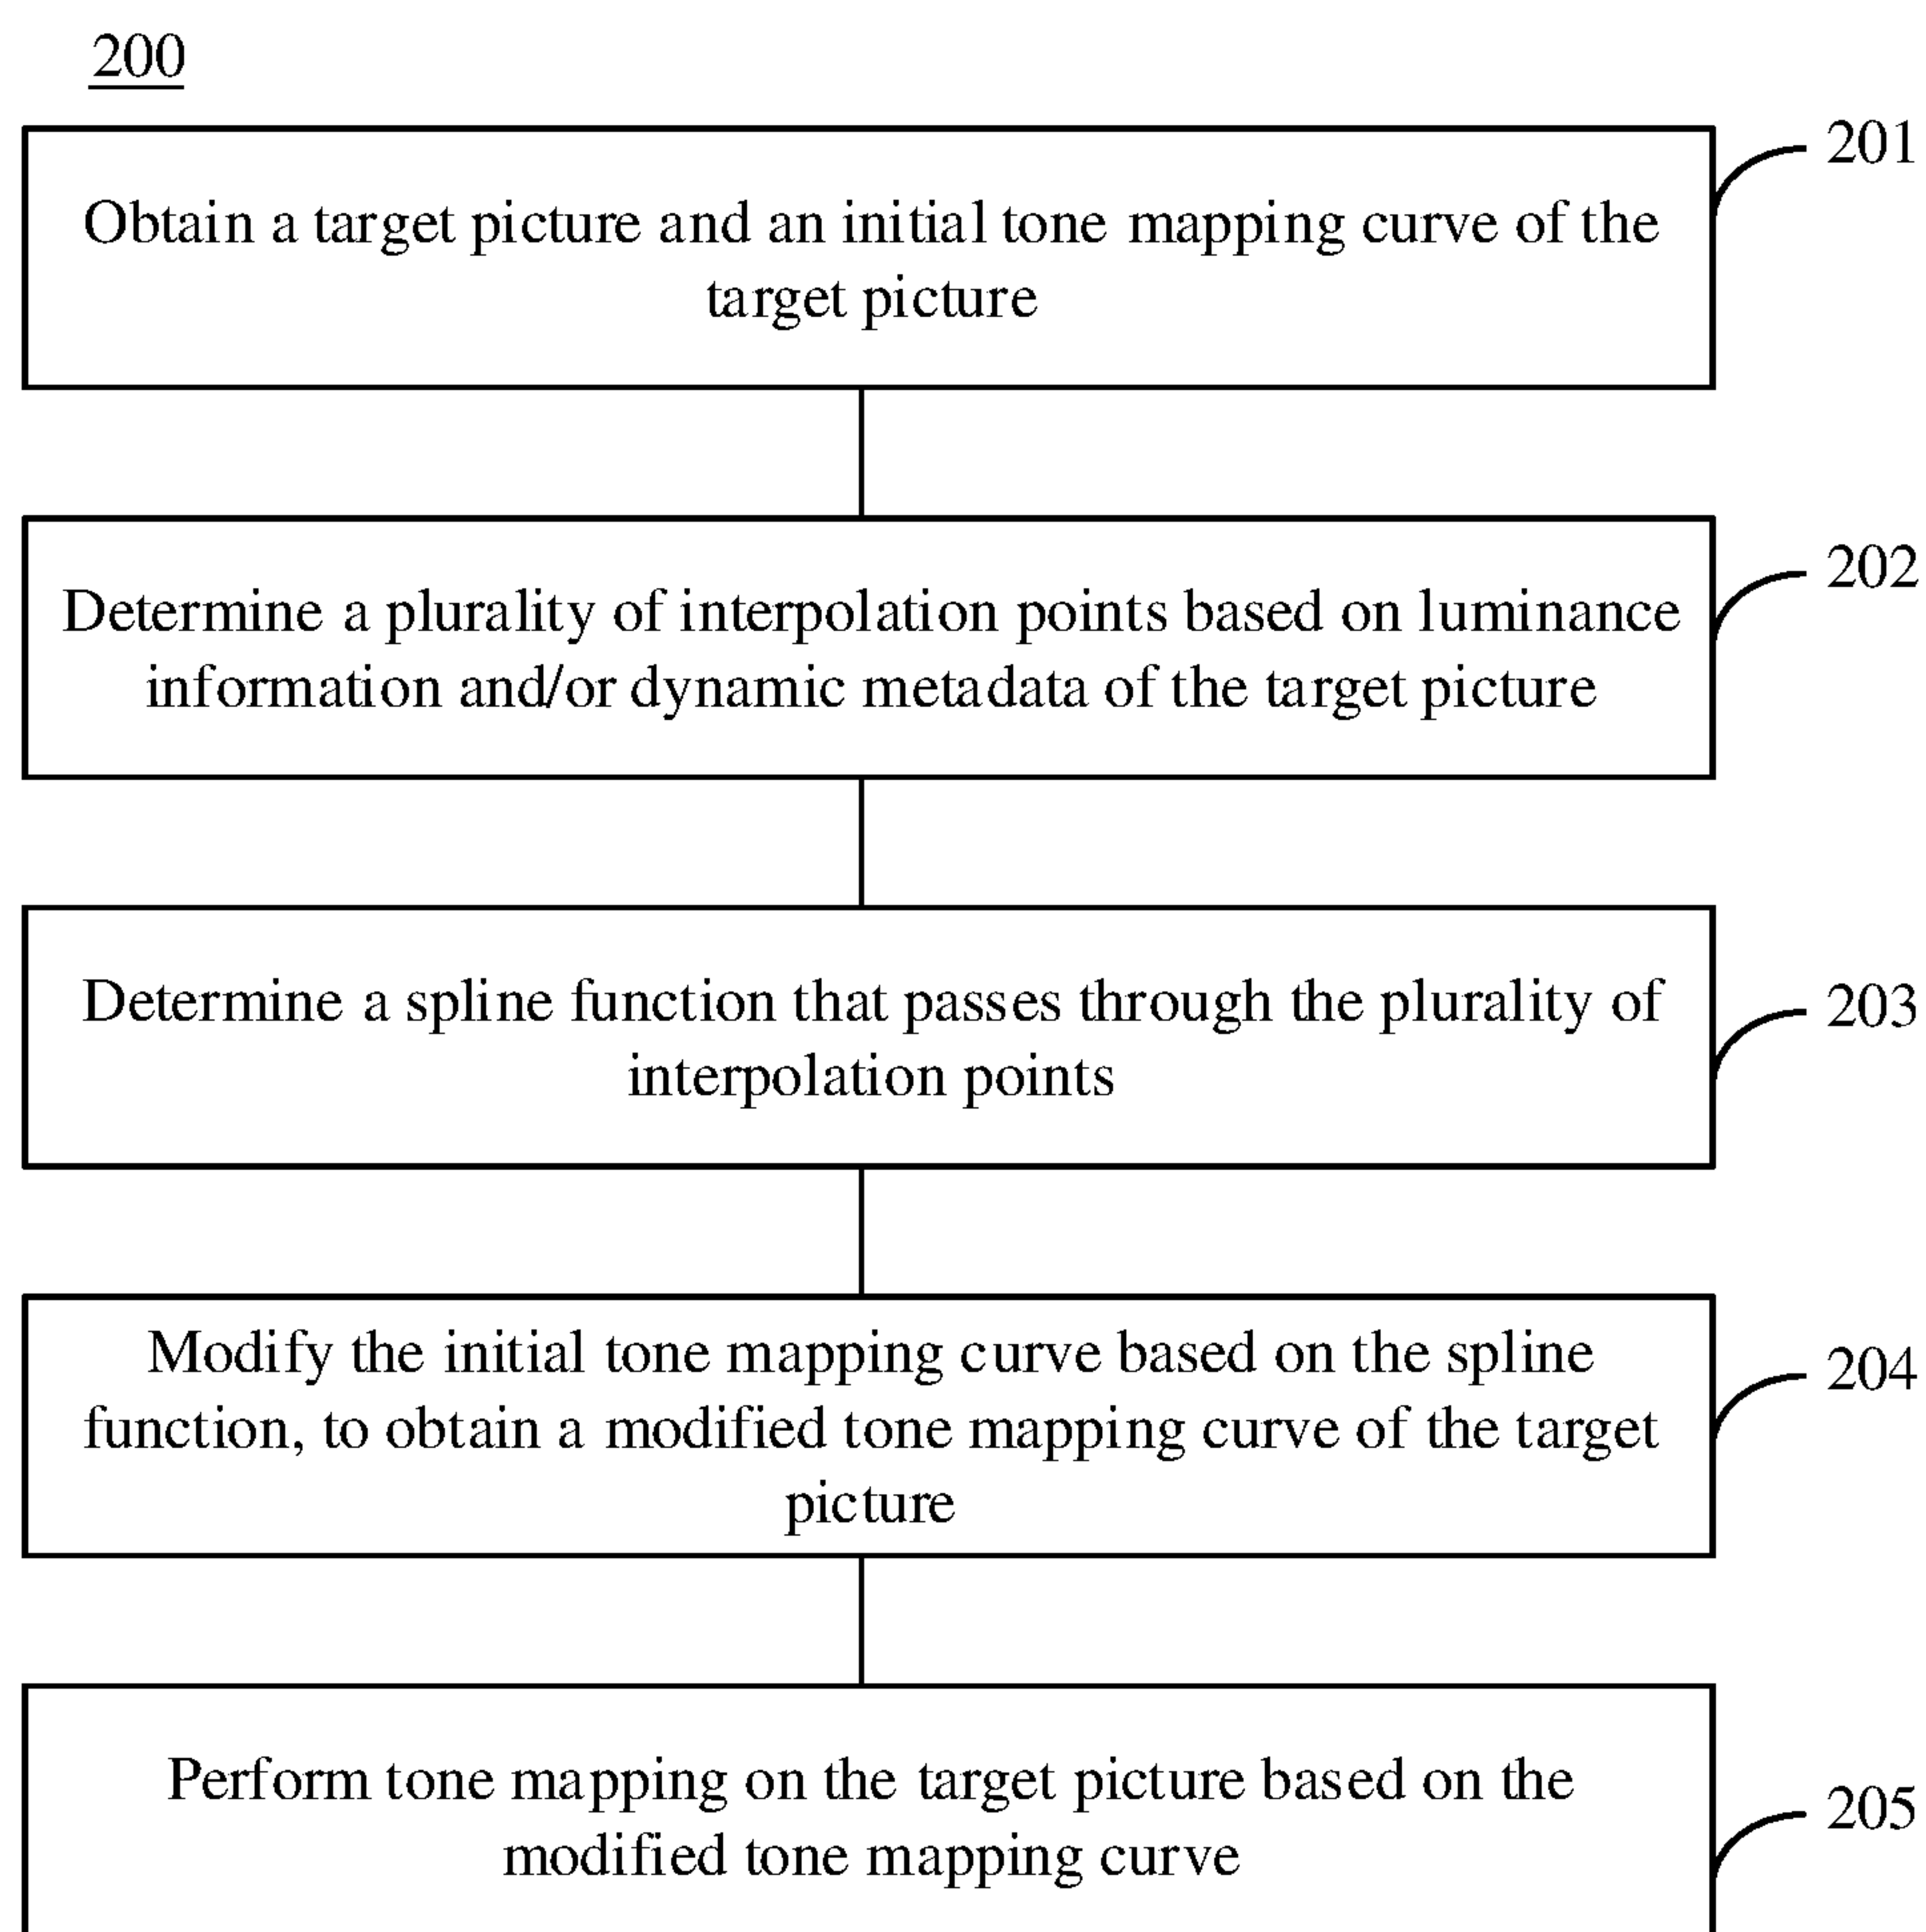 200
201
Obtain a target picture and an initial tone mapping curve of the
target picture
202
Determine a plurality of interpolation points based on luminance
information and/or dynamic metadata of the target picture
203
Determine a spline function that passes through the plurality of
interpolation points
204
Modify the initial tone mapping curve based on the spline
function, to obtain a modified tone mapping curve of the target
picture
205
Perform tone mapping on the target picture based on the
modified tone mapping curve